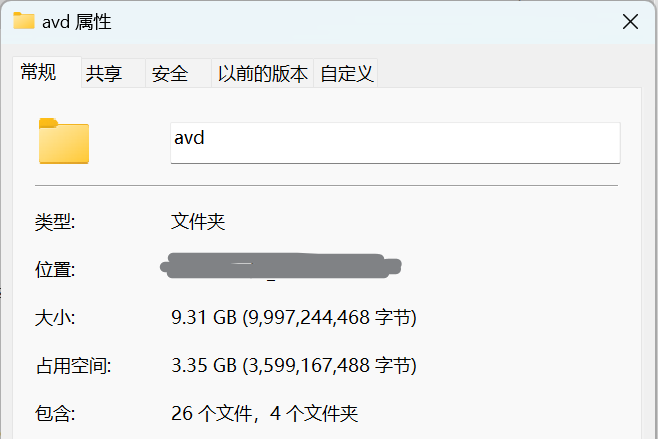 avd 属性
常规 共享 安全 以前的版本 自定义
avd
类型: 文件夹
位置:
大小: 9.31 GB (9,997,244,468 字节)
占用空间: 3.35 GB (3,599,167,488 字节)
包含: 26 个文件，4 个文件夹